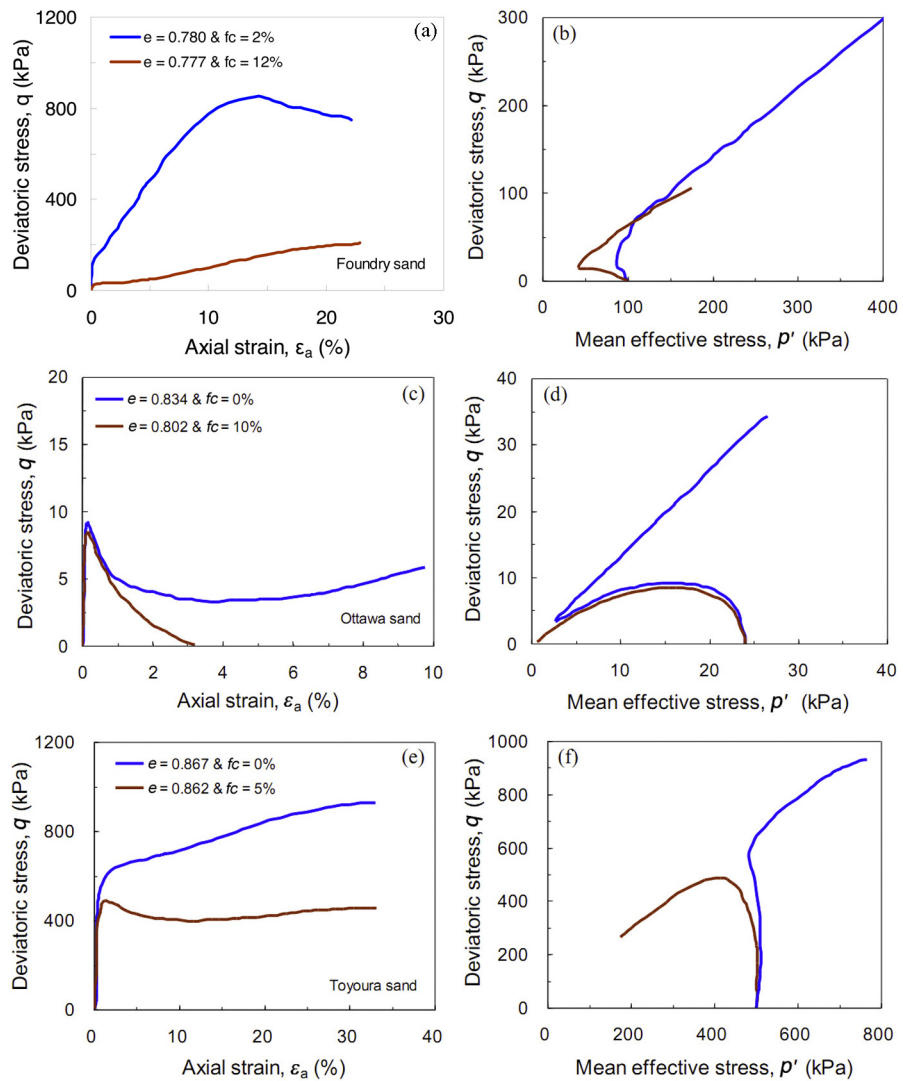 (a)
1200
800
400
0
Deviatoric stress, q (kPa)
e = 0.780 & fc = 2%
e = 0.777 & fc = 12%
Foundry sand
0 10 20 30
Axial strain, εa (%)
(b)
300
200
100
0
Deviatoric stress, q (kPa)
0 100 200 300 400
Mean effective stress, p' (kPa)
(c)
20
15
10
5
0
Deviatoric stress, q (kPa)
e = 0.834 & fc = 0%
e = 0.802 & fc = 10%
Ottawa sand
0 2 4 6 8 10
Axial strain, εa (%)
(d)
40
30
20
10
0
Deviatoric stress, q (kPa)
0 10 20 30 40
Mean effective stress, p' (kPa)
(e)
1200
800
400
0
Deviatoric stress, q (kPa)
e = 0.867 & fc = 0%
e = 0.862 & fc = 5%
Toyoura sand
0 10 20 30 40
Axial strain, εa (%)
(f)
1000
800
600
400
200
0
Deviatoric stress, q (kPa)
0 200 400 600 800
Mean effective stress, p' (kPa)